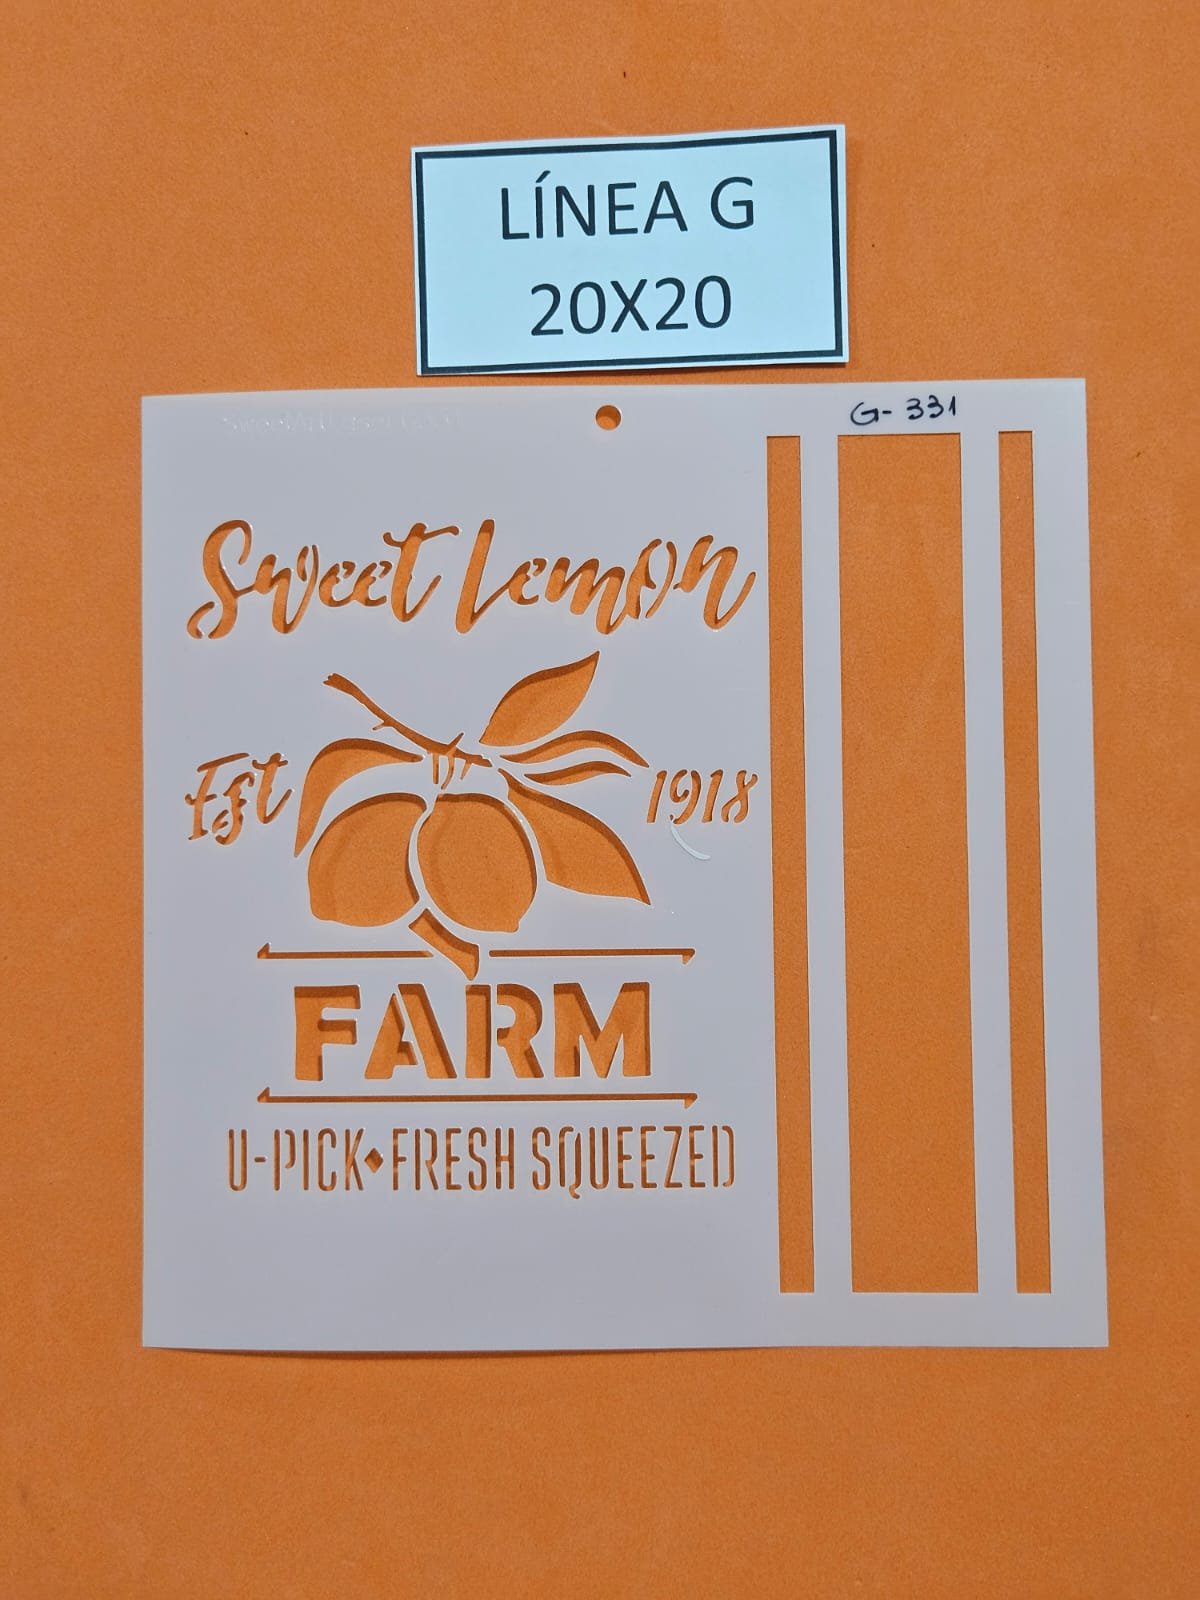 LÍNEA G
20X20
G-331
Sweet Lemon
Est 1918
FARM
U-PICK♦FRESH SQUEEZED